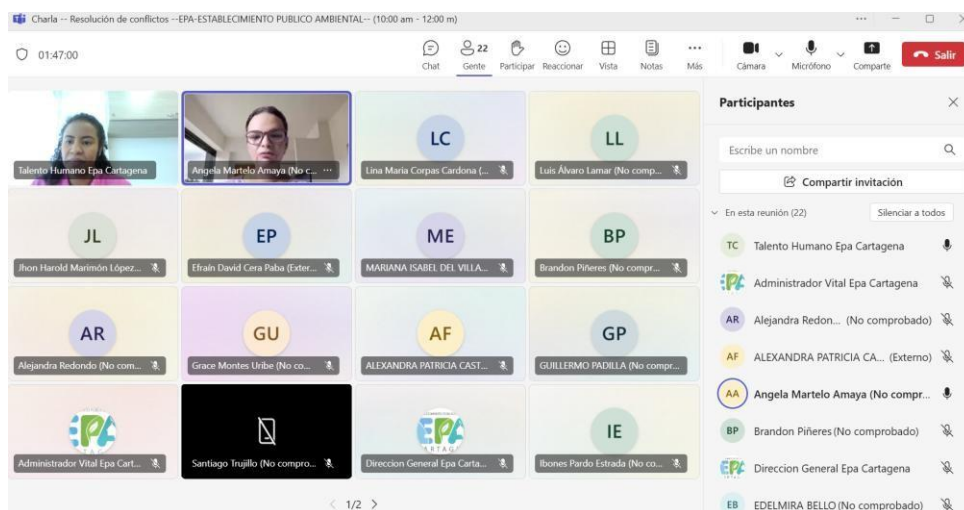 Charla -- Resolución de conflictos --EPA-ESTABLECIMIENTO PUBLICO AMBIENTAL-- (10:00 am - 12:00 m)
01:47:00
Chat
22
Gente
Participar
Reaccionar
Vista
Notas
Más
Cámara
Micrófono
Comparte
Salir
Talento Humano Epa Cartagena
Angela Martelo Amaya (No c...
LC
Lina Maria Corpas Cardona (...
LL
Luis Álvaro Lamar (No comp...
JL
Jhon Harold Marimón López...
EP
Efraín David Cera Paba (Exter...
ME
MARIANA ISABEL DEL VILLA...
BP
Brandon Piñeres (No compr...
AR
Alejandra Redondo (No com...
GU
Grace Montes Uribe (No co...
AF
ALEXANDRA PATRICIA CAST...
GP
GUILLERMO PADILLA (No compr...
EPA
Administrador Vital Epa Cart...
Santiago Trujillo (No compro...
EPA
Direccion General Epa Carta...
IE
Ibones Pardo Estrada (No co...
1/2
Participantes
Escribe un nombre
Compartir invitación
En esta reunión (22)
Silenciar a todos
TC Talento Humano Epa Cartagena
EPA Administrador Vital Epa Cartagena
AR Alejandra Redon... (No comprobado)
AF ALEXANDRA PATRICIA CA... (Externo)
AA Angela Martelo Amaya (No compr...
BP Brandon Piñeres (No comprobado)
EPA Direccion General Epa Cartagena
EB EDELMIRA BELLO (No comprobado)